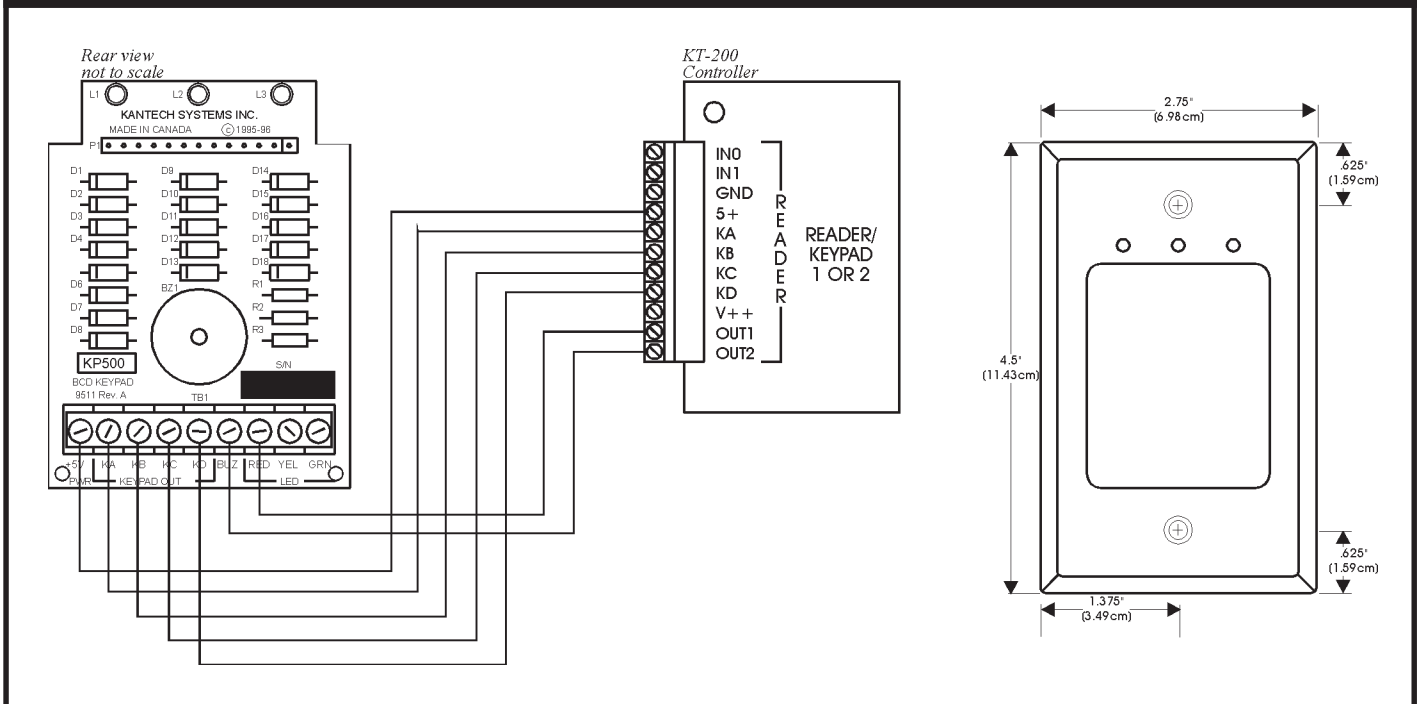 Rear view
not to scale
L1 L2 L3
KANTECH SYSTEMS INC.
MADE IN CANADA © 1995-96
P1
D1 D9 D14
D2 D10 D15
D3 D11 D16
D4 D12 D17
D13 D18
D6 BZ1 R1
D7 R2
D8 R3
KP500
S/N
BCD KEYPAD
9511 Rev. A
TB1
+5V KA KB KC KD BUZ RED YEL GRN
PWR KEYPAD OUT LED
KT-200
Controller
IN0
IN1
GND
5+
KA
KB
KC
KD
V++
OUT1
OUT2
READER
READER/
KEYPAD
1 OR 2
2.75"
(6.98cm)
.625"
(1.59cm)
4.5"
(11.43cm)
.625"
(1.59cm)
1.375"
(3.49cm)